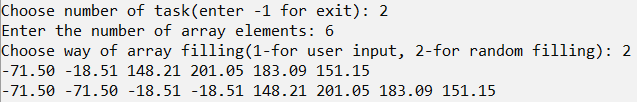 Choose number of task(enter -1 for exit): 2
Enter the number of array elements: 6
Choose way of array filling(1-for user input, 2-for random filling): 2
-71.50 -18.51 148.21 201.05 183.09 151.15
-71.50 -71.50 -18.51 -18.51 148.21 201.05 183.09 151.15